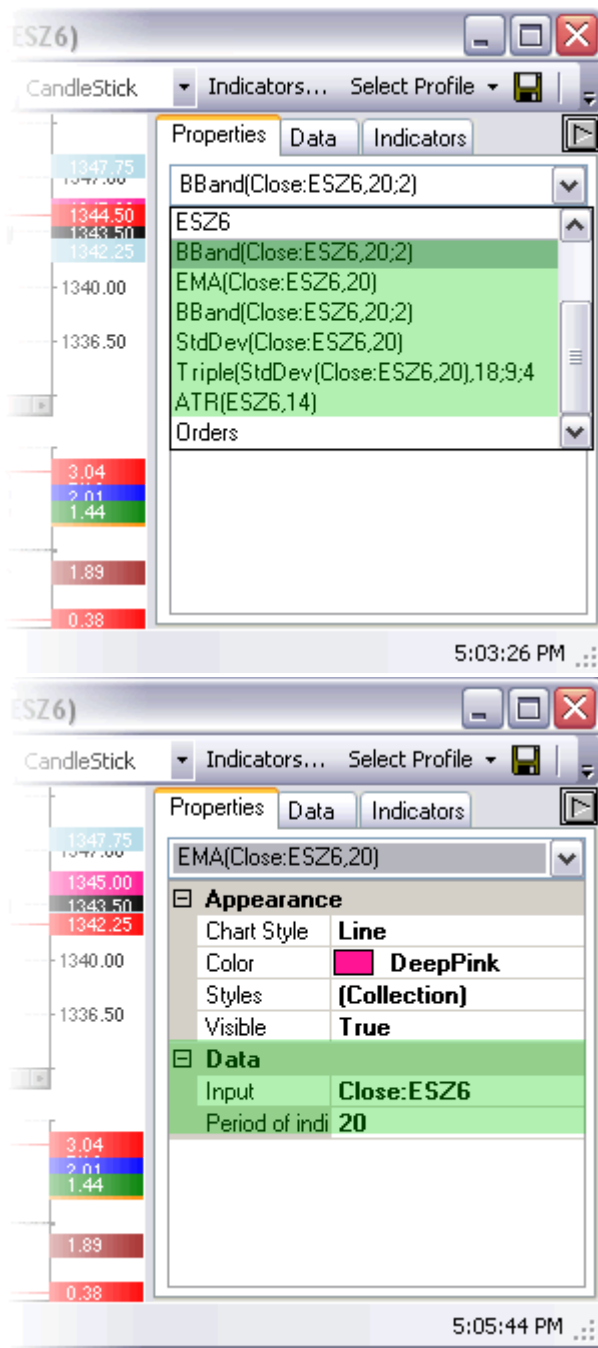 ESZ6)
CandleStick Indicators... Select Profile
Properties Data Indicators
1347.75
1347.00
BBand(Close:ESZ6,20;2)
1344.50
1343.50
1342.25
1340.00
1336.50
ESZ6
BBand(Close:ESZ6,20;2)
EMA(Close:ESZ6,20)
BBand(Close:ESZ6,20;2)
StdDev(Close:ESZ6,20)
Triple(StdDev(Close:ESZ6,20),18;9;4
ATR(ESZ6,14)
Orders
3.04
2.01
1.44
1.89
0.38
5:03:26 PM
ESZ6)
CandleStick Indicators... Select Profile
Properties Data Indicators
1347.75
1347.00
EMA(Close:ESZ6,20)
1345.00
1343.50
1342.25
1340.00
1336.50
Appearance
Chart Style Line
Color DeepPink
Styles (Collection)
Visible True
Data
Input Close:ESZ6
Period of indi 20
3.04
2.01
1.44
1.89
0.38
5:05:44 PM